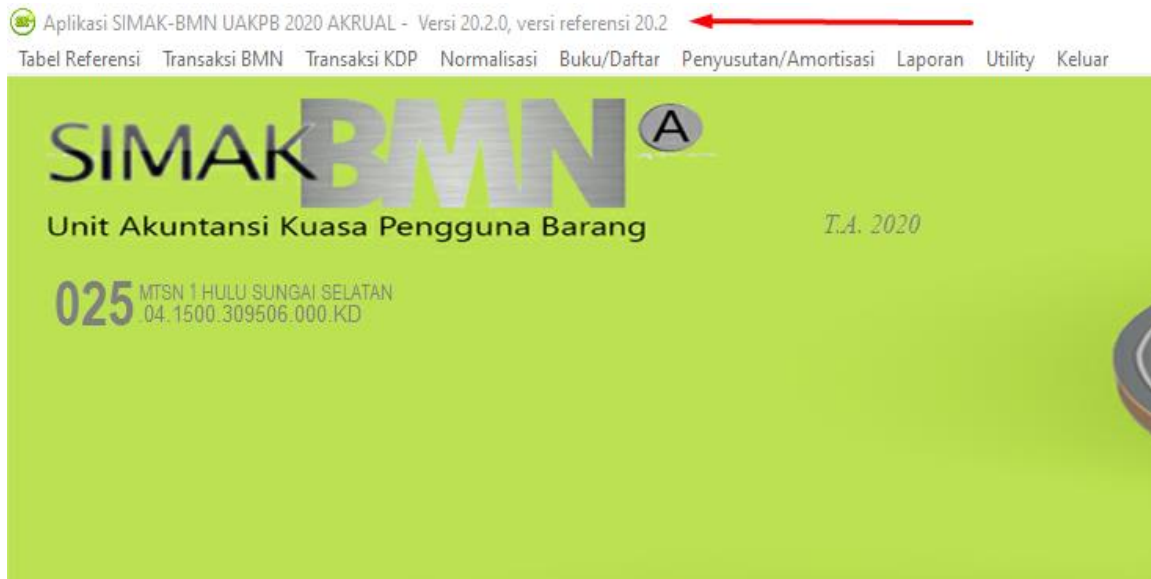 Aplikasi SIMAK-BMN UAKPB 2020 AKRUAL - Versi 20.2.0, versi referensi 20.2
Tabel Referensi Transaksi BMN Transaksi KDP Normalisasi Buku/Daftar Penyusutan/Amortisasi Laporan Utility Keluar
SIMAK BMN A
Unit Akuntansi Kuasa Pengguna Barang
T.A. 2020
025 MTSN 1 HULU SUNGAI SELATAN
.04.1500.309506.000.KD